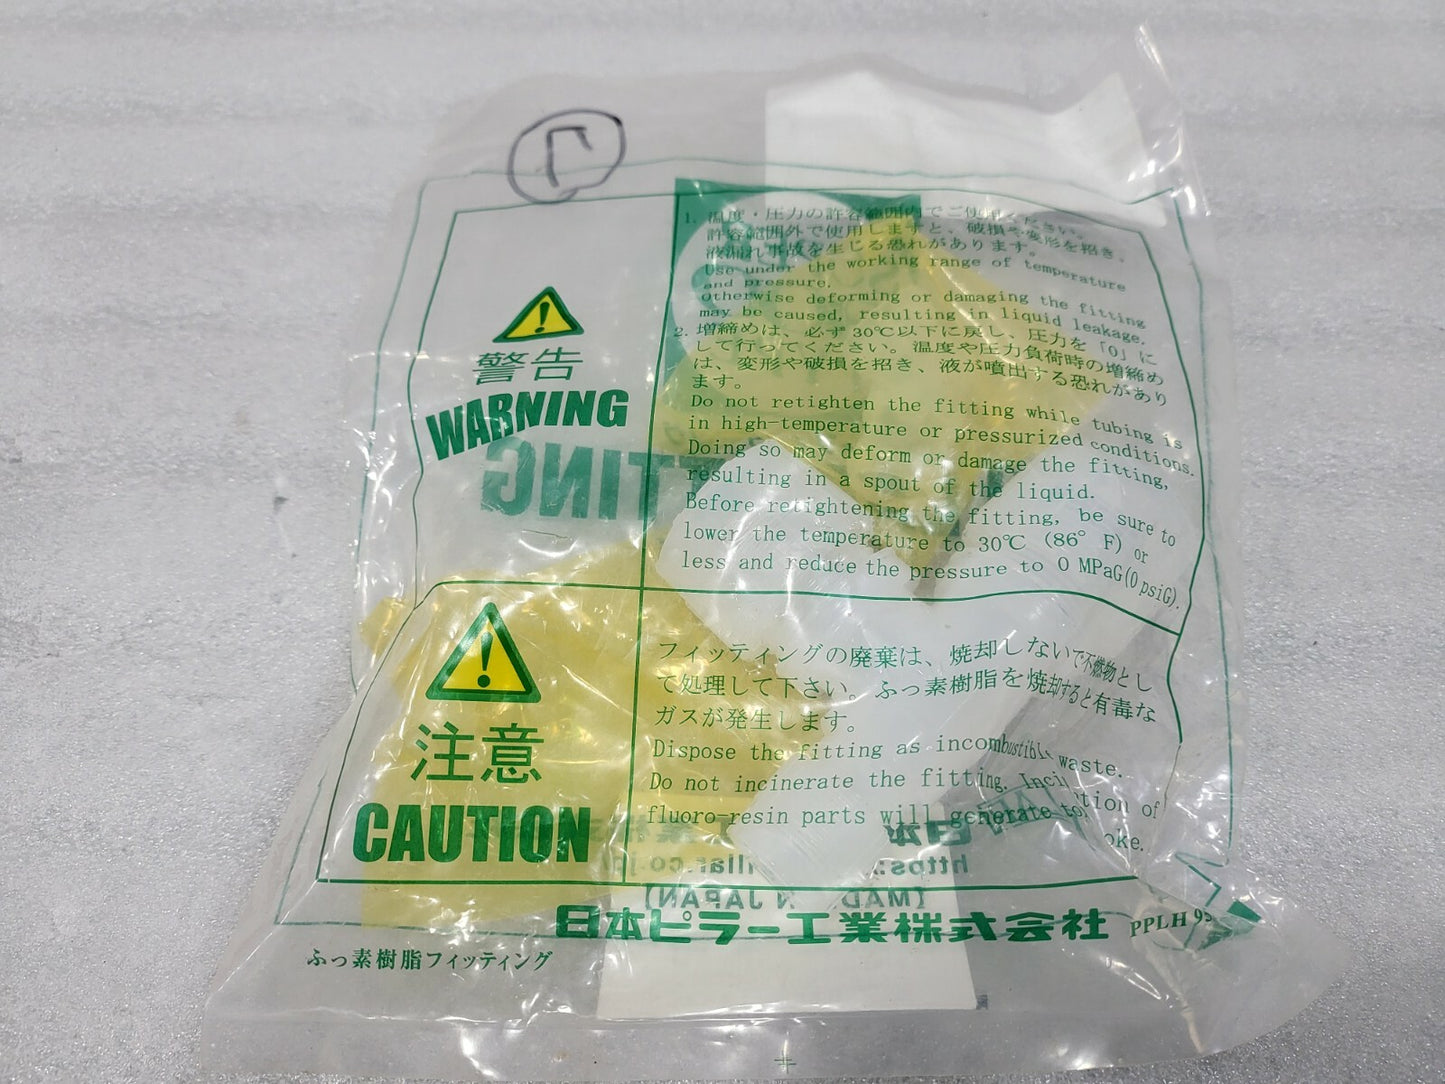 警告
WARNING
1. 温度・圧力の許容範囲内でご使用ください。
許容範囲外で使用しますと、破損や変形を招き、
液漏れ事故を生じる恐れがあります。
Use under the working range of temperature
and pressure.
Otherwise deforming or damaging the fitting
may be caused, resulting in liquid leakage.
2. 増締めは、必ず30℃以下に戻し、圧力を「0」に
して行ってください。温度や圧力負荷時の増締め
は、変形や破損を招き、液が噴出する恐れがあり
ます。
Do not retighten the fitting while tubing is
in high-temperature or pressurized conditions.
Doing so may deform or damage the fitting,
resulting in a spout of the liquid.
Before retightening the fitting, be sure to
lower the temperature to 30℃ (86° F) or
less and reduce the pressure to 0 MPaG(0 psiG).
注意
CAUTION
フィッティングの廃棄は、焼却しないで不燃物とし
て処理して下さい。ふっ素樹脂を焼却すると有毒な
ガスが発生します。
Dispose the fitting as incombustible waste.
Do not incinerate the fitting.
fluoro-resin parts will generate
日本ピラー工業株式会社
PPLH
ふっ素樹脂フィッティング